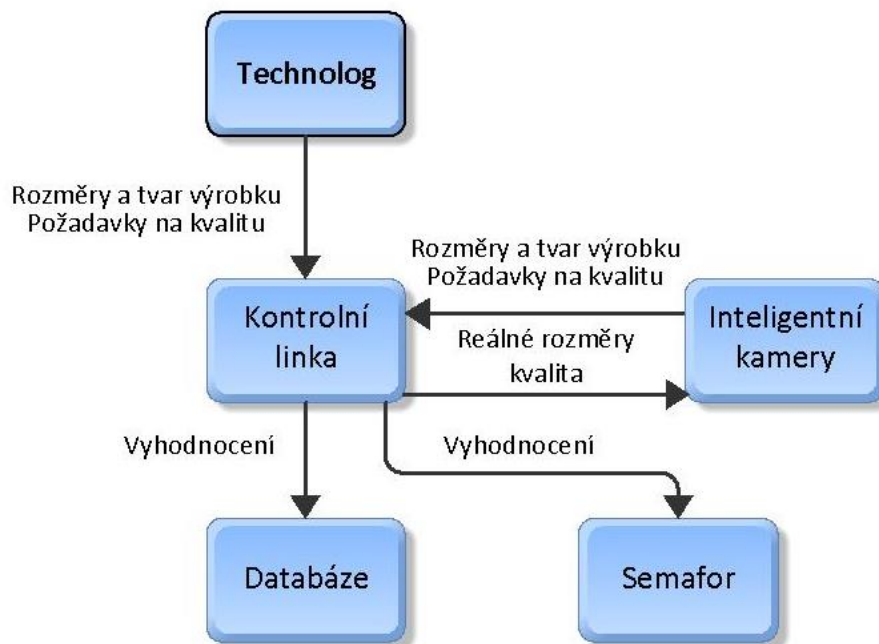 Technolog
Rozměry a tvar výrobku
Požadavky na kvalitu
Rozměry a tvar výrobku
Požadavky na kvalitu
Kontrolní
linka
Reálné rozměry
kvalita
Inteligentní
kamery
Vyhodnocení
Vyhodnocení
Databáze
Semafor